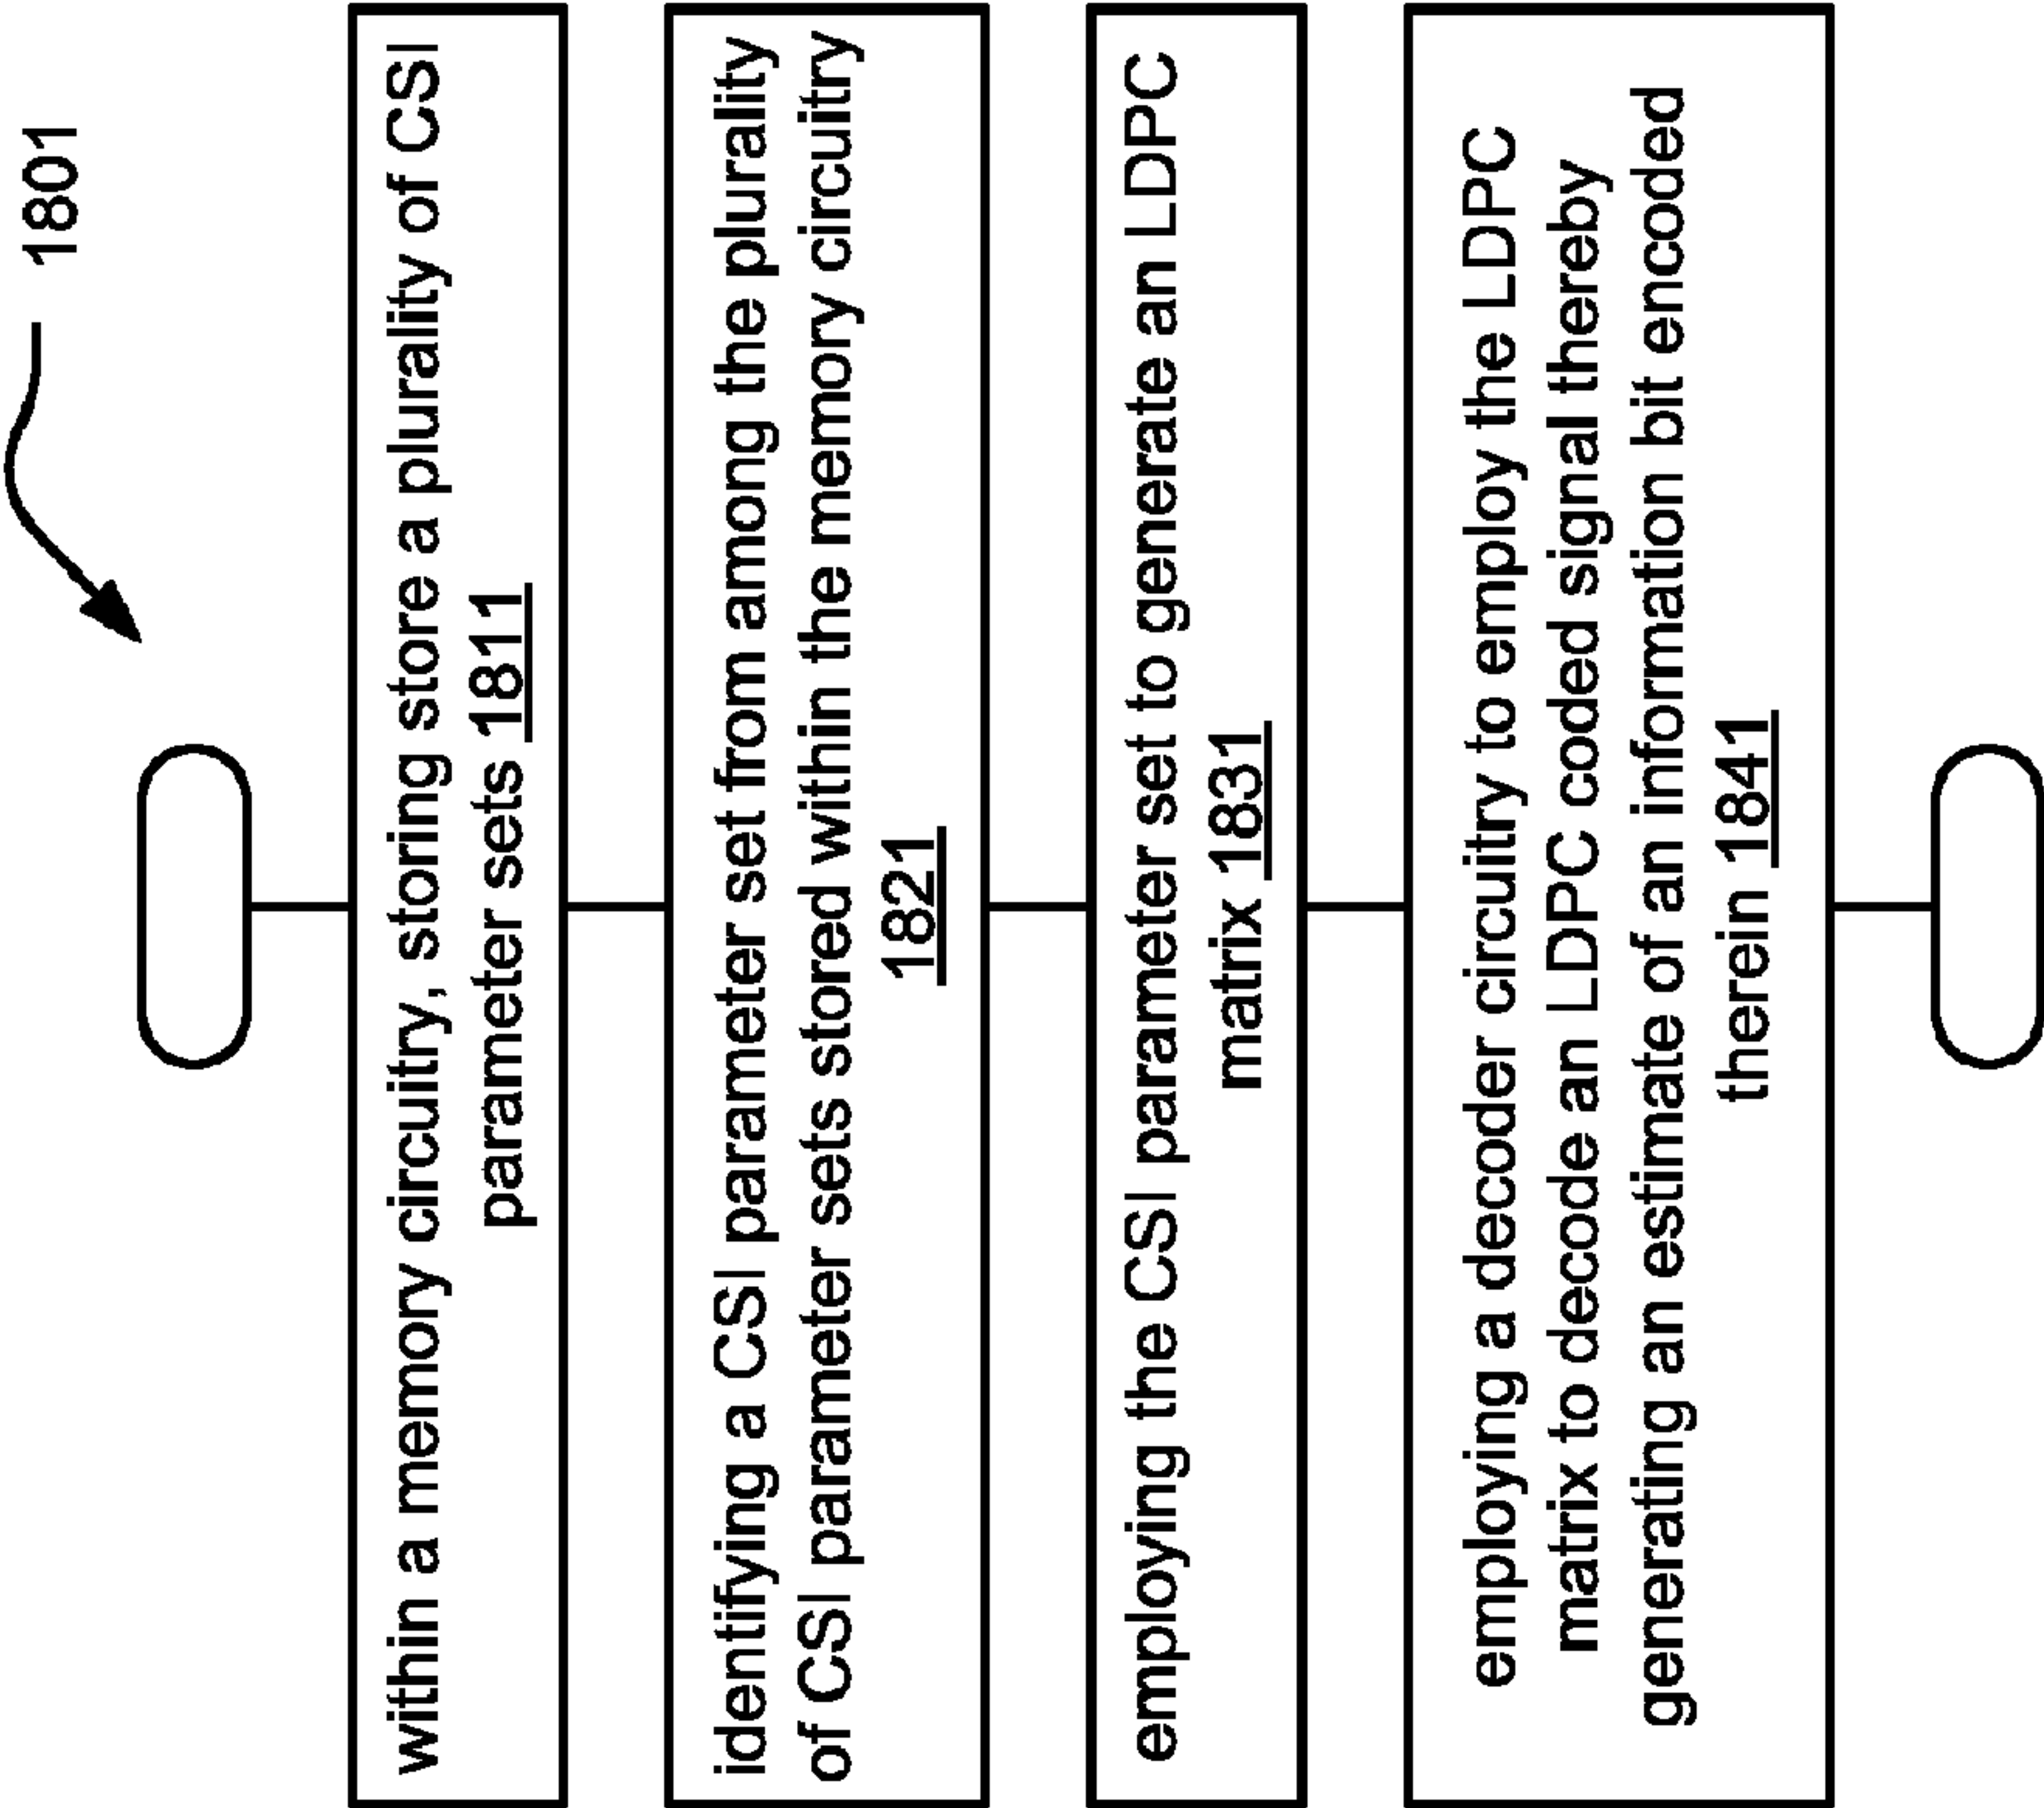 1801
within a memory circuitry, storing store a plurality of CSI
parameter sets 1811
identifying a CSI parameter set from among the plurality
of CSI parameter sets stored within the memory circuitry
1821
employing the CSI parameter set to generate an LDPC
matrix 1831
employing a decoder circuitry to employ the LDPC
matrix to decode an LDPC coded signal thereby
generating an estimate of an information bit encoded
therein 1841